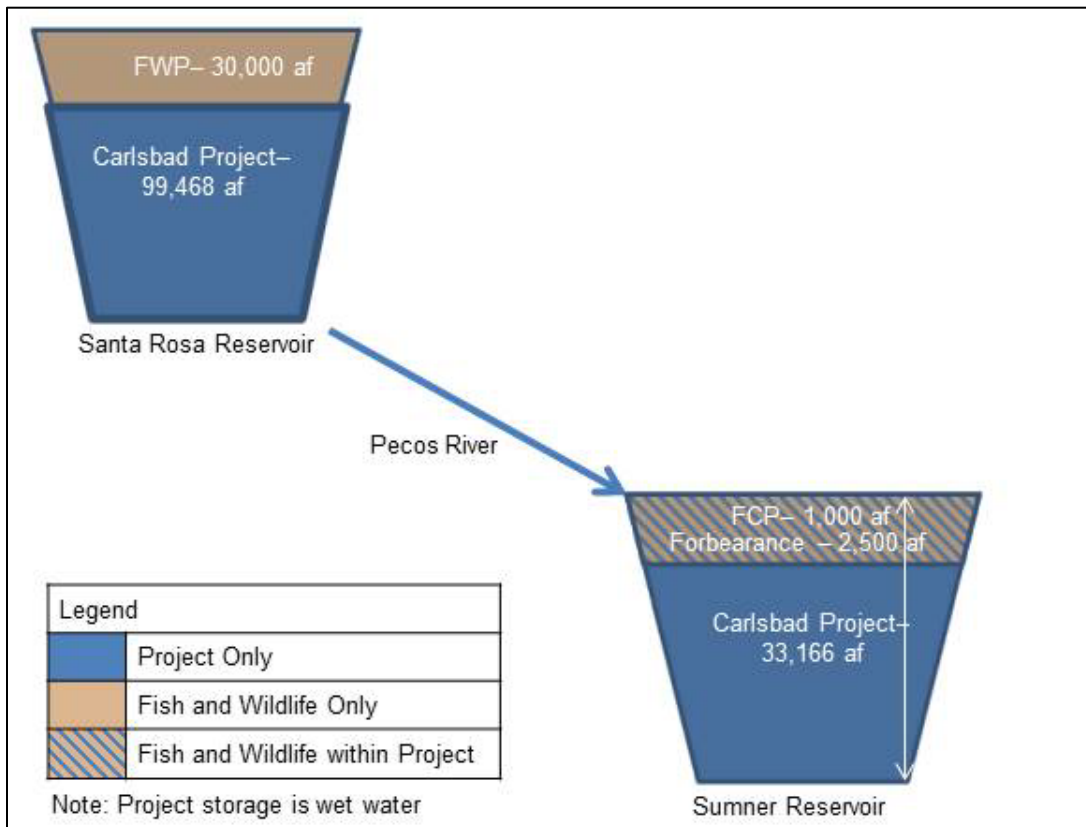 FWP– 30,000 af
Carlsbad Project–
99,468 af
Santa Rosa Reservoir
Pecos River
FCP– 1,000 af
Forbearance – 2,500 af
Carlsbad Project–
33,166 af
Sumner Reservoir
Legend
Project Only
Fish and Wildlife Only
Fish and Wildlife within Project
Note: Project storage is wet water